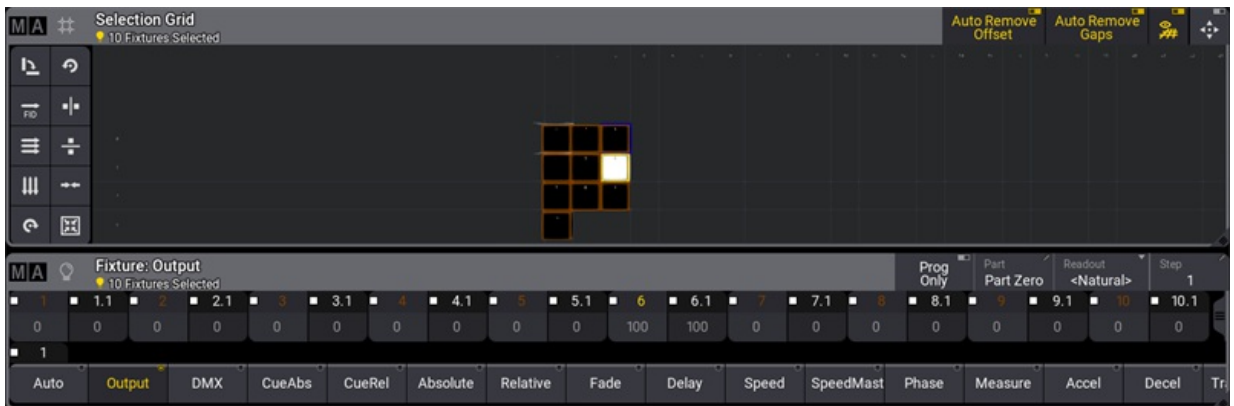 MA Selection Grid Auto Remove Offset Auto Remove Gaps
10 Fixtures Selected
FID
MA Fixture: Output Prog Only Part Part Zero Readout <Natural> Step 1
10 Fixtures Selected
1 1.1 2 2.1 3 3.1 4 4.1 5 5.1 6 6.1 7 7.1 8 8.1 9 9.1 10 10.1
0 0 0 0 0 0 0 0 0 0 100 100 0 0 0 0 0 0 0 0
1
Auto Output DMX CueAbs CueRel Absolute Relative Fade Delay Speed SpeedMast Phase Measure Accel Decel Tr